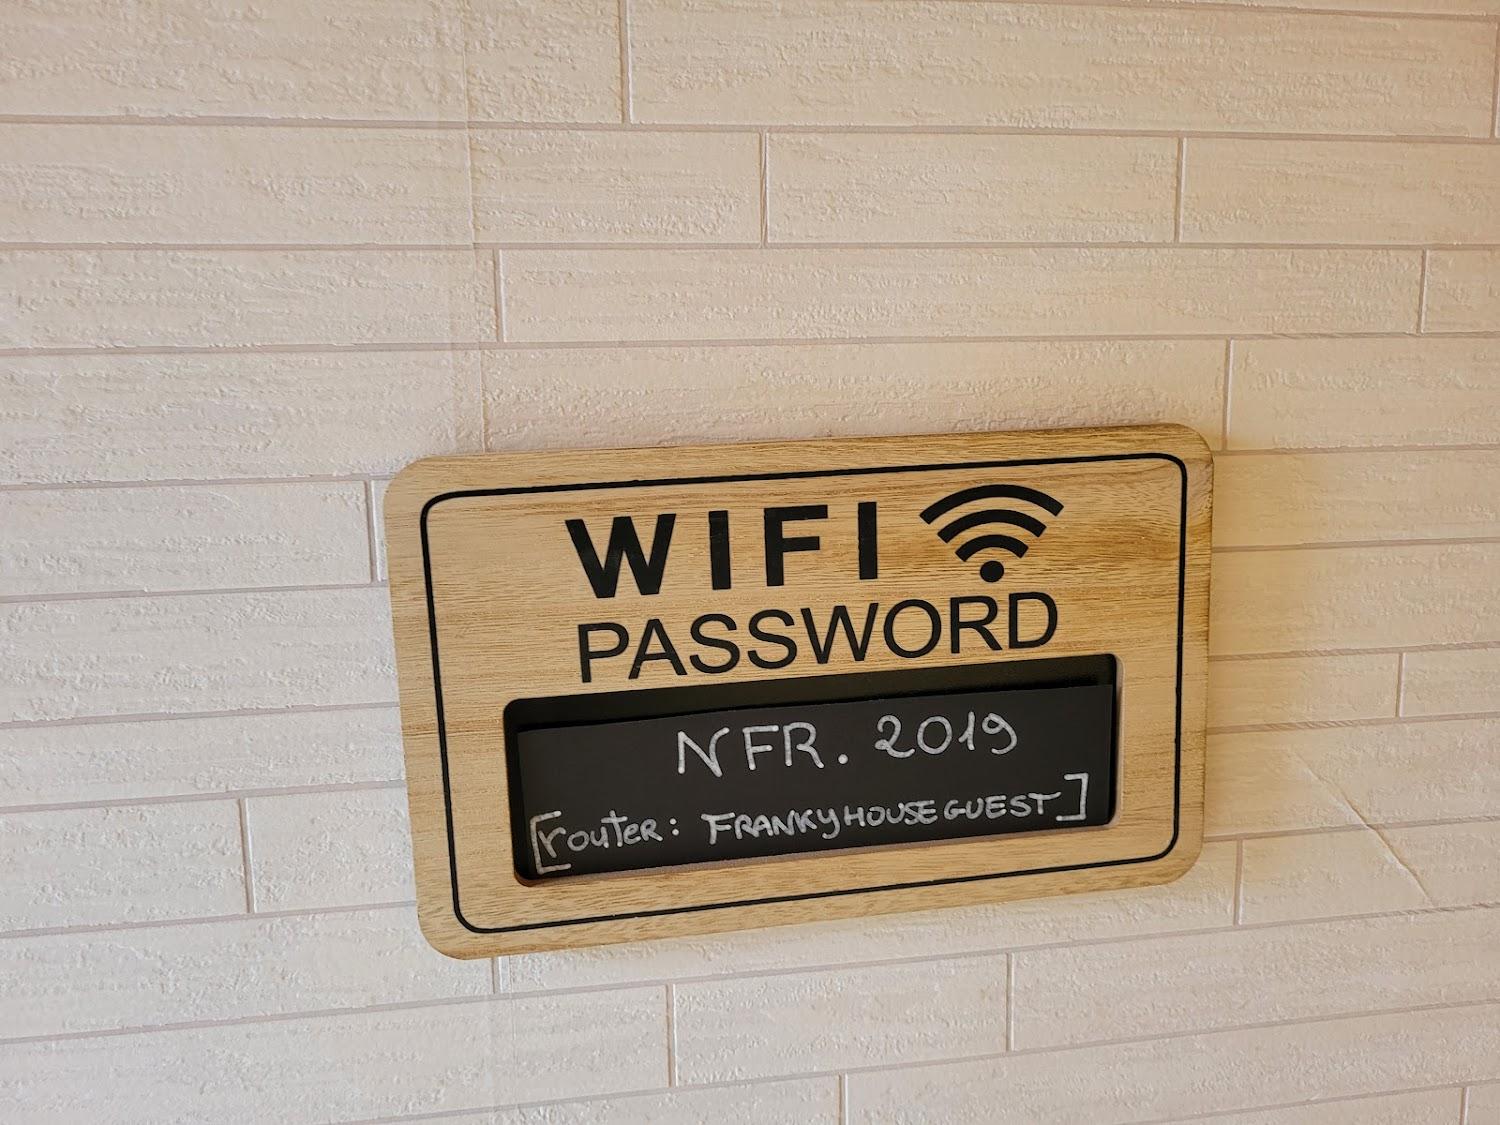 WIFI
PASSWORD
NFR. 2019
[router: FRANKYHOUSEGUEST]